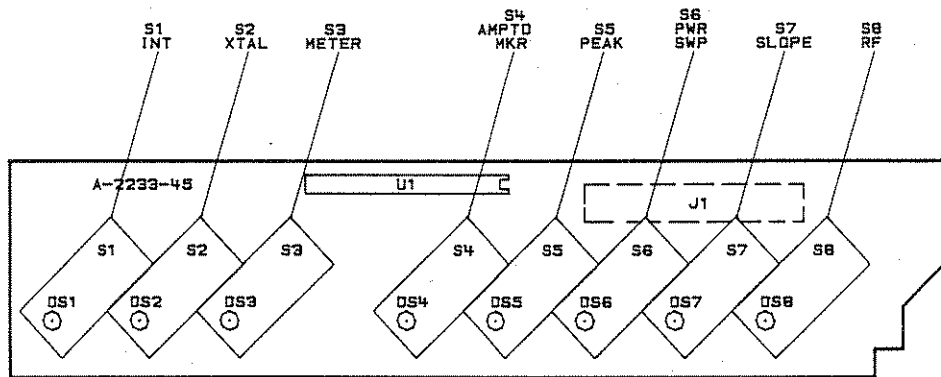 S1
INT
S2
XTAL
S3
METER
S4
AMPTD
MKR
S5
PEAK
S6
PWR
SWP
S7
SLOPE
S8
RF
A-2233-45
U1
J1
S1
S2
S3
S4
S5
S6
S7
S8
DS1
DS2
DS3
DS4
DS5
DS6
DS7
DS8